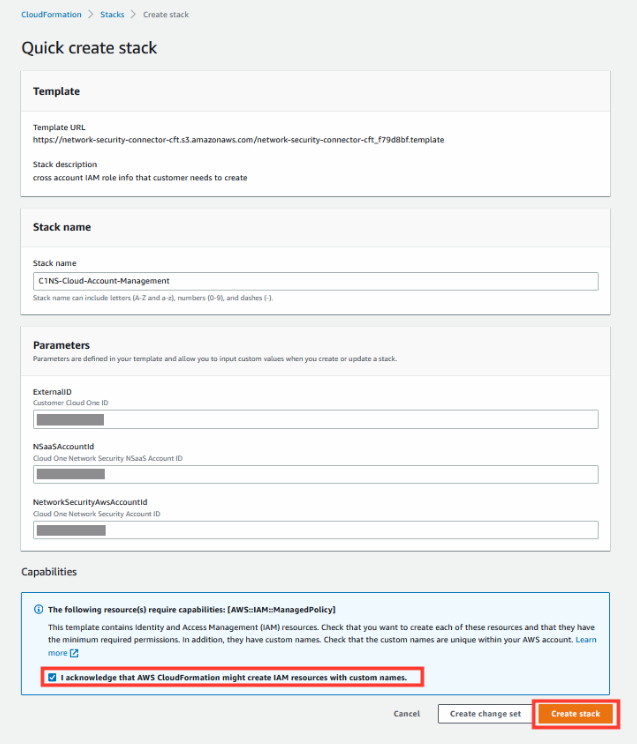 CloudFormation > Stacks > Create stack
Quick create stack
Template
Template URL
https://network-security-connector-cft.s3.amazonaws.com/network-security-connector-cft_f79d8bf.template
Stack description
cross account IAM role info that customer needs to create
Stack name
Stack name
C1NS-Cloud-Account-Management
Stack name can include letters (A-Z and a-z), numbers (0-9), and dashes (-).
Parameters
Parameters are defined in your template and allow you to input custom values when you create or update a stack.
ExternalID
Customer Cloud One ID
NSaaSAccountId
Cloud One Network Security NSaaS Account ID
NetworkSecurityAwsAccountId
Cloud One Network Security Account ID
Capabilities
The following resource(s) require capabilities: [AWS::IAM::ManagedPolicy]
This template contains Identity and Access Management (IAM) resources. Check that you want to create each of these resources and that they have
the minimum required permissions. In addition, they have custom names. Check that the custom names are unique within your AWS account. Learn
more
I acknowledge that AWS CloudFormation might create IAM resources with custom names.
Cancel Create change set Create stack